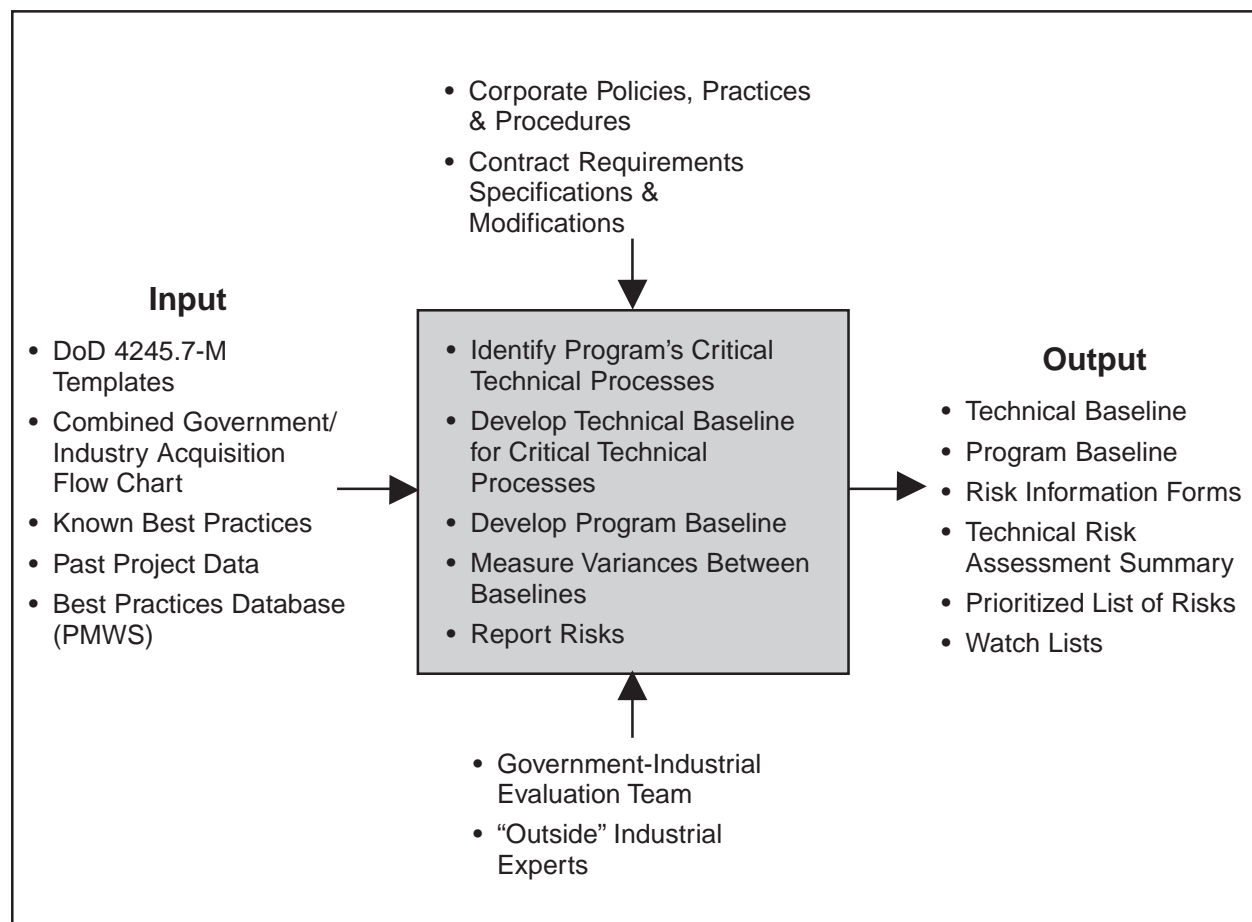 • Corporate Policies, Practices
& Procedures
• Contract Requirements
Specifications &
Modifications
Input
• DoD 4245.7-M
Templates
• Combined Government/
Industry Acquisition
Flow Chart
• Known Best Practices
• Past Project Data
• Best Practices Database
(PMWS)
• Identify Program’s Critical
Technical Processes
• Develop Technical Baseline
for Critical Technical
Processes
• Develop Program Baseline
• Measure Variances Between
Baselines
• Report Risks
Output
• Technical Baseline
• Program Baseline
• Risk Information Forms
• Technical Risk
Assessment Summary
• Prioritized List of Risks
• Watch Lists
• Government-Industrial
Evaluation Team
• “Outside” Industrial
Experts